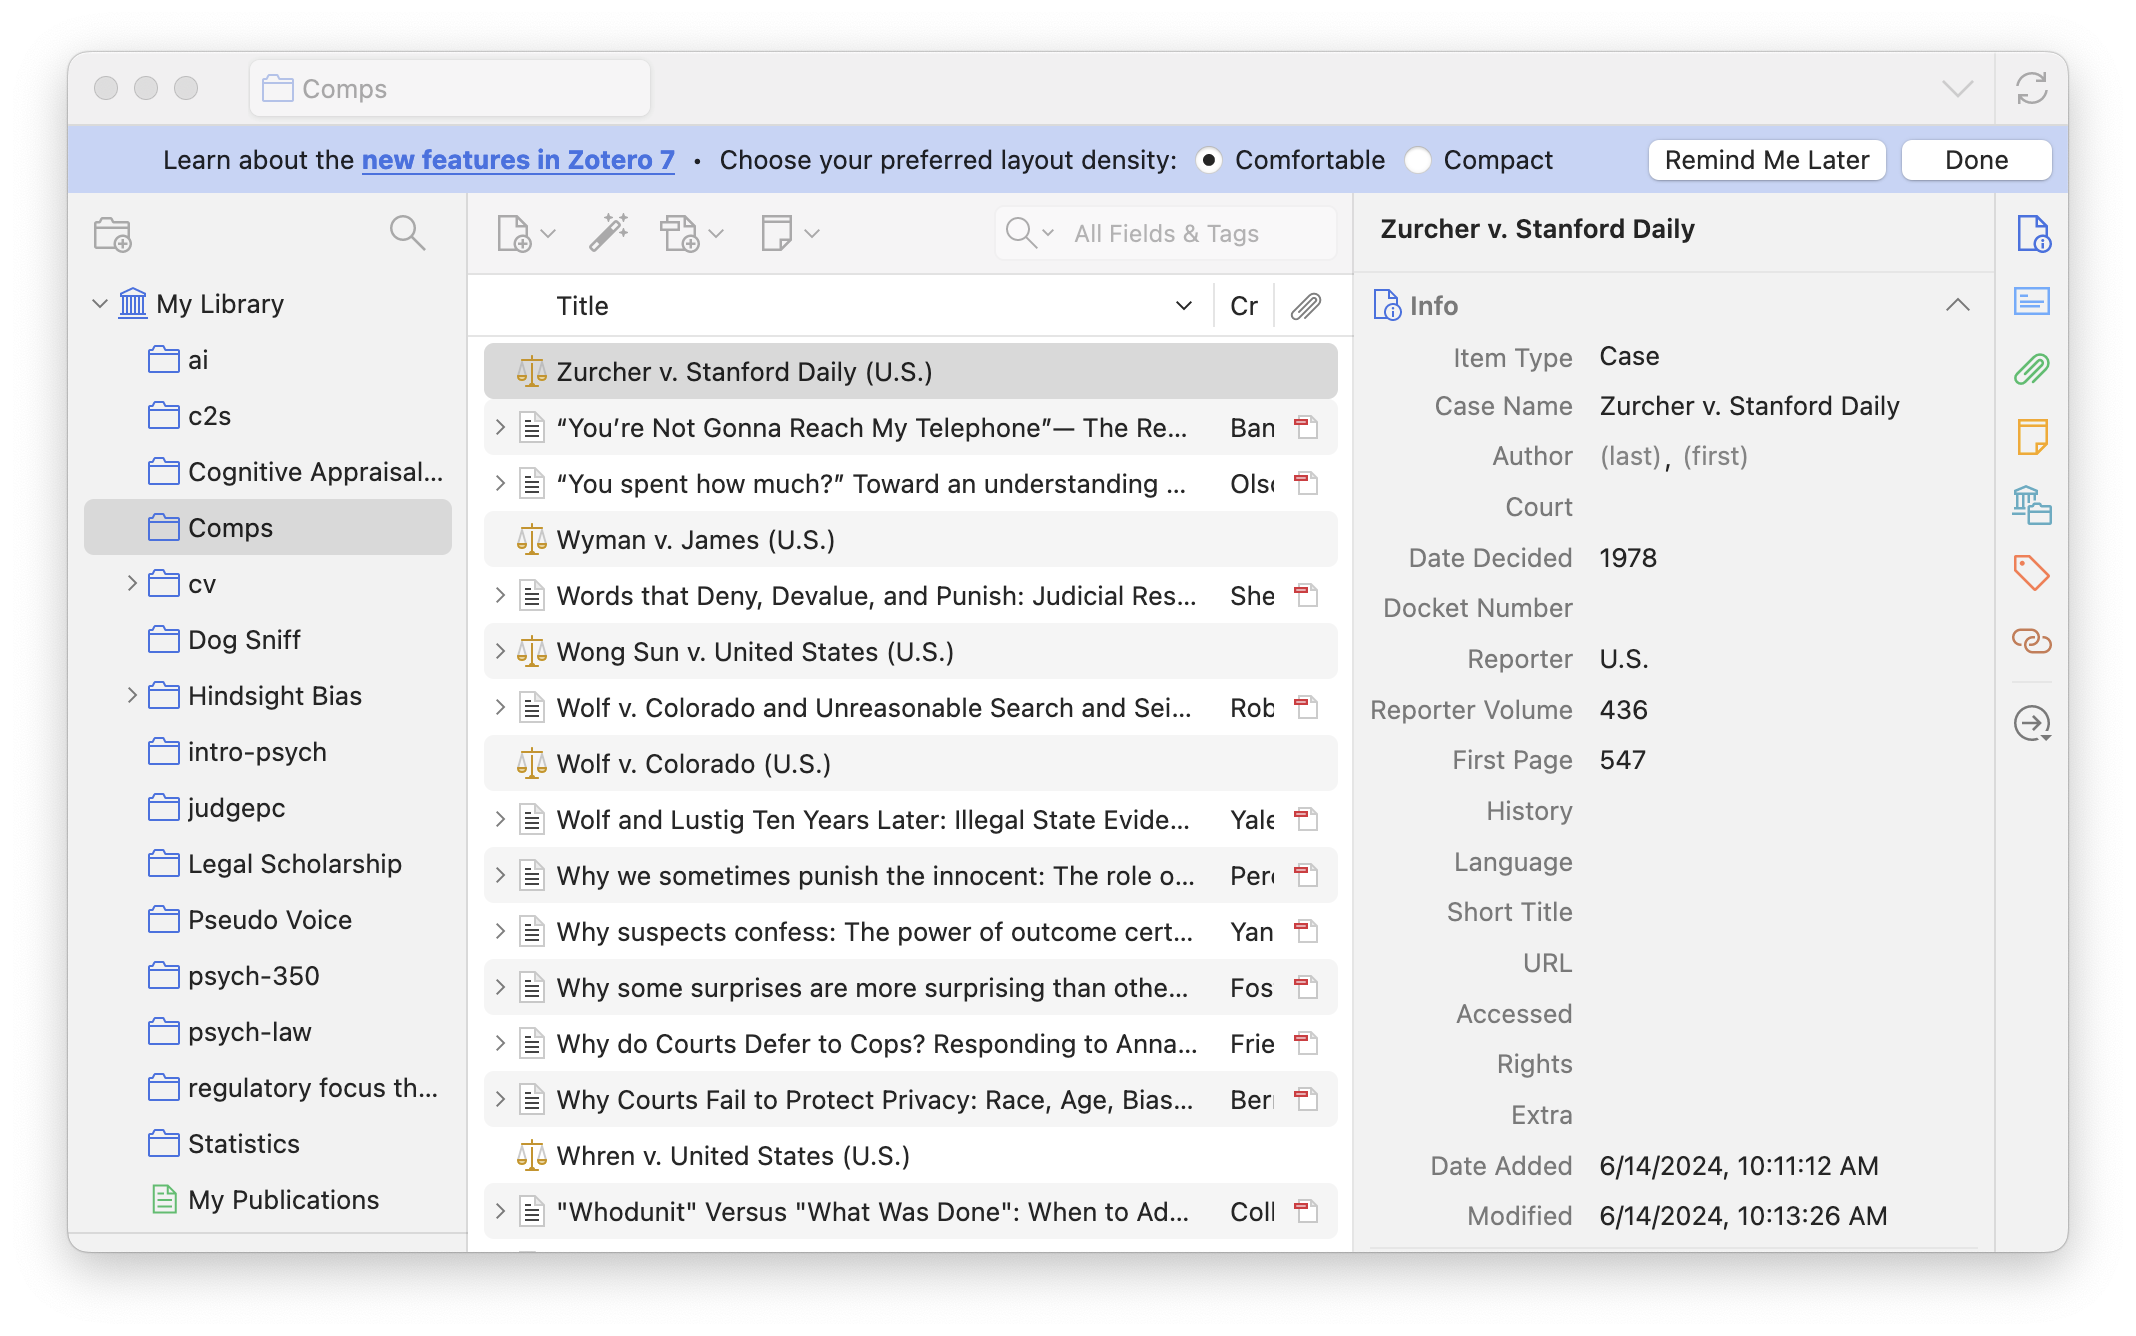 Comps
Learn about the new features in Zotero 7 • Choose your preferred layout density: Comfortable Compact Remind Me Later Done
My Library
ai
c2s
Cognitive Appraisal...
Comps
cv
Dog Sniff
Hindsight Bias
intro-psych
judgepc
Legal Scholarship
Pseudo Voice
psych-350
psych-law
regulatory focus th...
Statistics
My Publications
All Fields & Tags
Title Cr
Zurcher v. Stanford Daily (U.S.)
“You’re Not Gonna Reach My Telephone”— The Re... Ban
“You spent how much?” Toward an understanding ... Ols
Wyman v. James (U.S.)
Words that Deny, Devalue, and Punish: Judicial Res... She
Wong Sun v. United States (U.S.)
Wolf v. Colorado and Unreasonable Search and Sei... Rob
Wolf v. Colorado (U.S.)
Wolf and Lustig Ten Years Later: Illegal State Evide... Yale
Why we sometimes punish the innocent: The role o... Per
Why suspects confess: The power of outcome cert... Yan
Why some surprises are more surprising than othe... Fos
Why do Courts Defer to Cops? Responding to Anna... Frie
Why Courts Fail to Protect Privacy: Race, Age, Bias... Ber
Whren v. United States (U.S.)
"Whodunit" Versus "What Was Done": When to Ad... Coll
Zurcher v. Stanford Daily
Info
Item Type Case
Case Name Zurcher v. Stanford Daily
Author (last), (first)
Court
Date Decided 1978
Docket Number
Reporter U.S.
Reporter Volume 436
First Page 547
History
Language
Short Title
URL
Accessed
Rights
Extra
Date Added 6/14/2024, 10:11:12 AM
Modified 6/14/2024, 10:13:26 AM